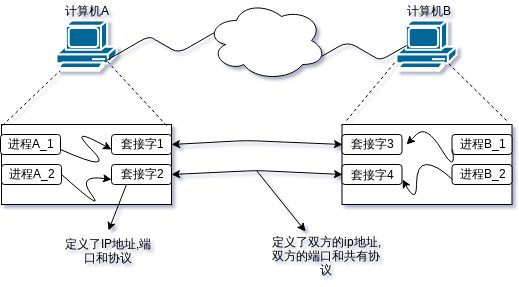 计算机A
计算机B
进程A_1
套接字1
套接字3
进程B_1
进程A_2
套接字2
套接字4
进程B_2
定义了IP地址,端
口和协议
定义了双方的ip地址,
双方的端口和共有协
议